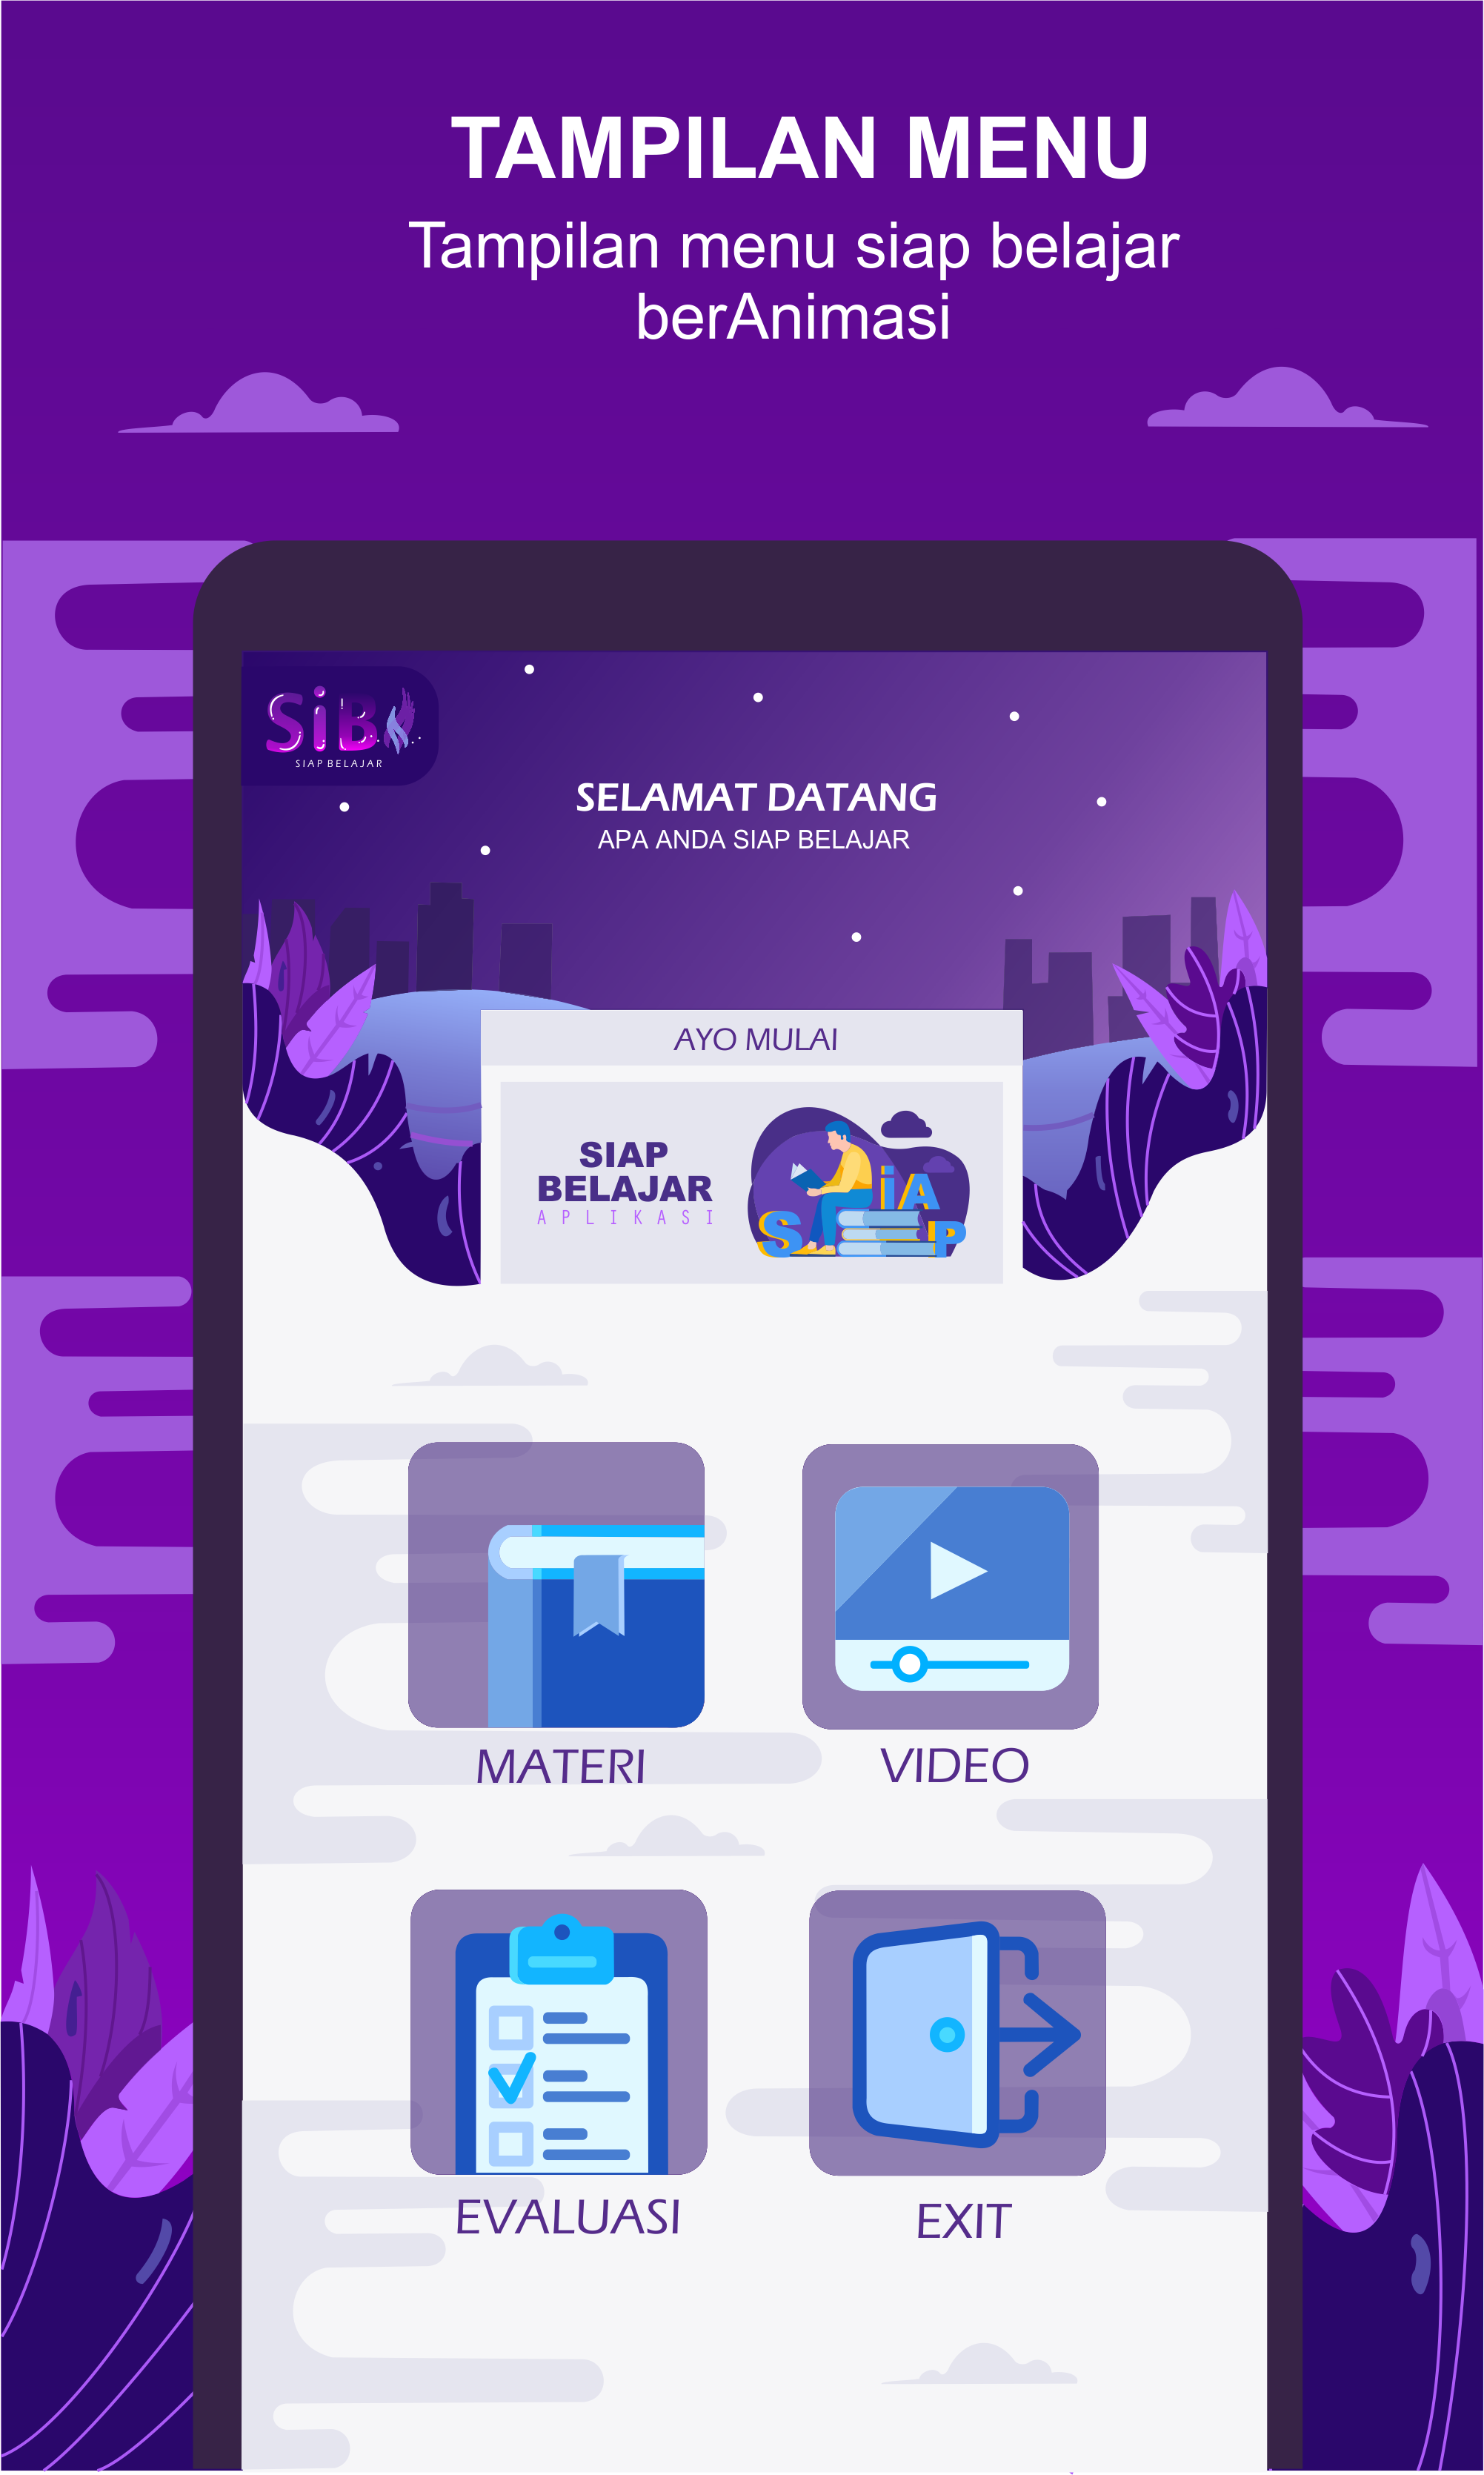 TAMPILAN MENU
Tampilan menu siap belajar
berAnimasi
SiB
SIAP BELAJAR
SELAMAT DATANG
APA ANDA SIAP BELAJAR
AYO MULAI
SIAP
BELAJAR
APLIKASI
SiAP
MATERI
VIDEO
EVALUASI
EXIT